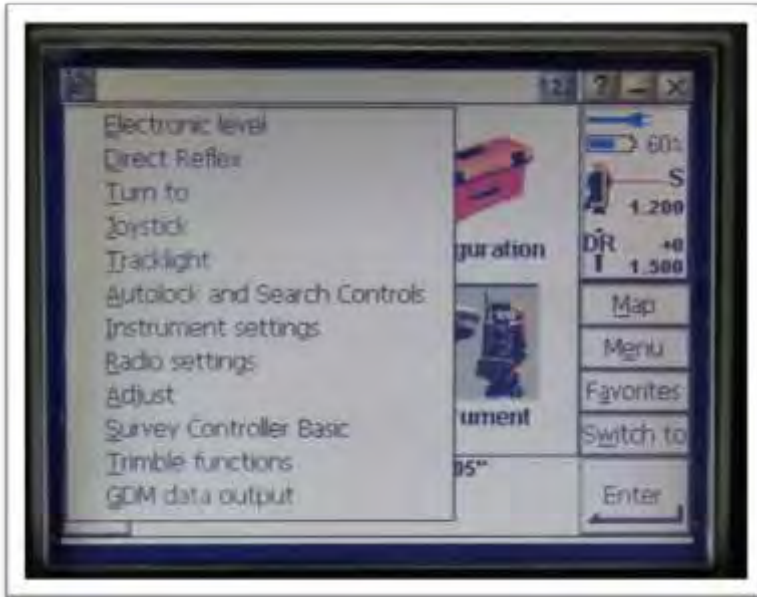 12
?
Electronic level
Direct Reflex
Turn to
Joystick
Tracklight
Autolock and Search Controls
Instrument settings
Radio settings
Adjust
Survey Controller Basic
Trimble functions
GDM data output
guration
ument
05"
60%
S
1.200
DR +0
1.500
Map
Menu
Favorites
Switch to
Enter